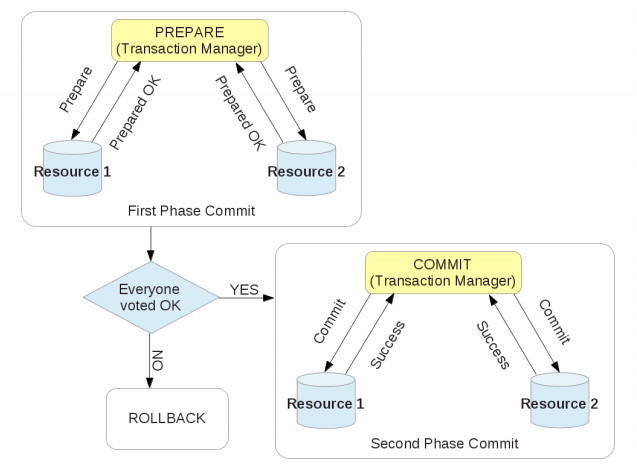 PREPARE
(Transaction Manager)
Prepare
Prepared OK
Prepared OK
Prepare
Resource 1
Resource 2
First Phase Commit
Everyone
voted OK
YES
NO
ROLLBACK
COMMIT
(Transaction Manager)
Commit
Success
Success
Commit
Resource 1
Resource 2
Second Phase Commit